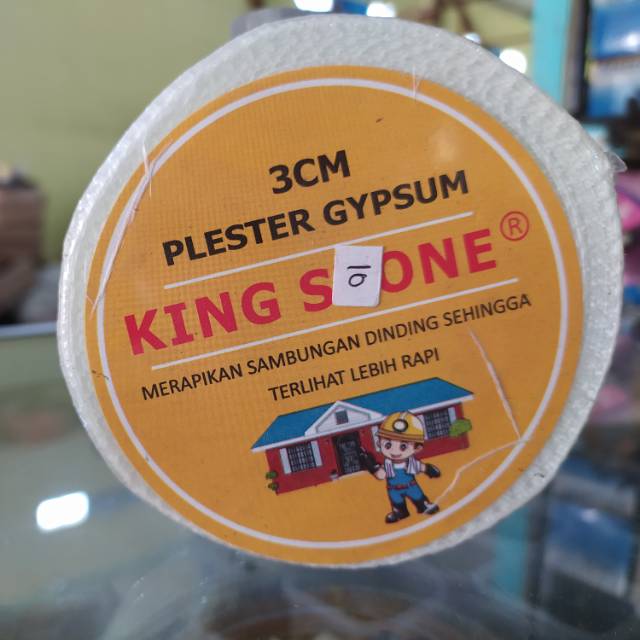 3CM
PLESTER GYPSUM
KING S ONE®
MERAPIKAN SAMBUNGAN DINDING SEHINGGA
TERLIHAT LEBIH RAPI